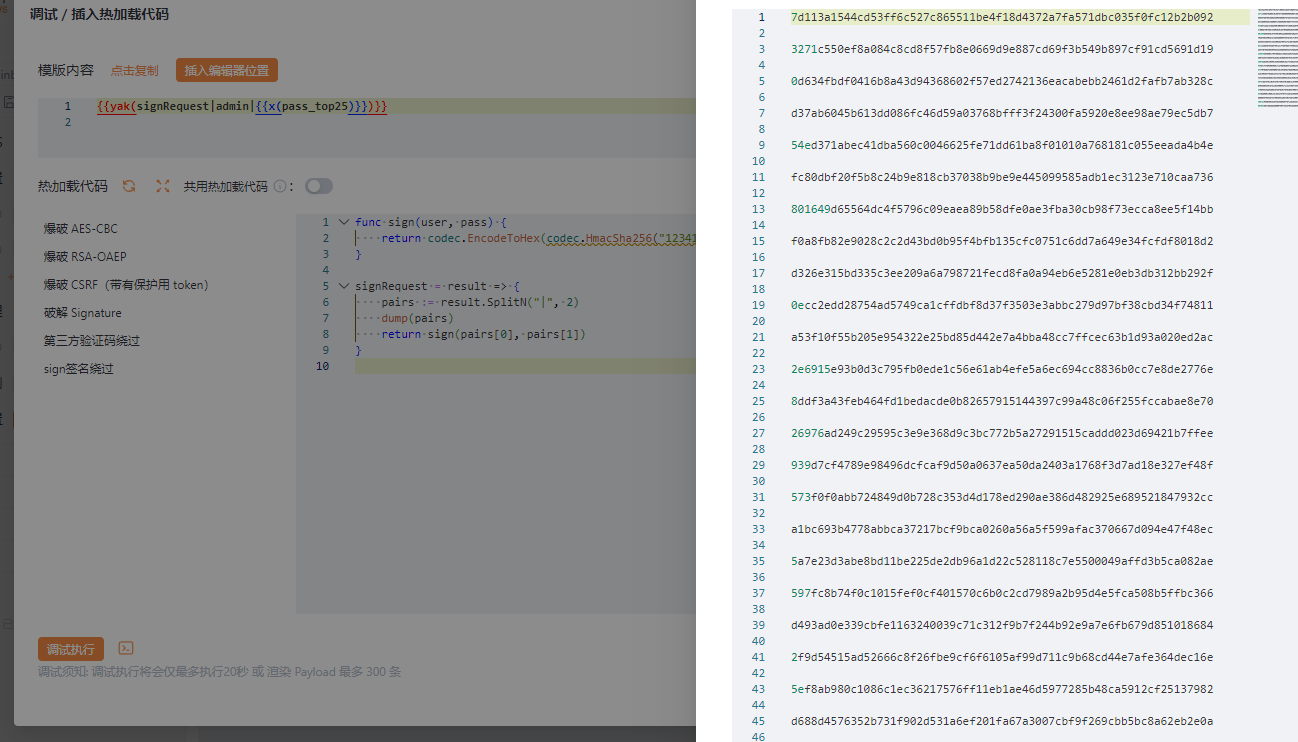 调试 / 插入热加载代码
模版内容 点击复制 插入编辑器位置
1 {{yak(signRequest|admin|{{x(pass_top25)}})}}
2
热加载代码 共用热加载代码 :
爆破 AES-CBC
爆破 RSA-OAEP
爆破 CSRF（带有保护用 token）
破解 Signature
第三方验证码绕过
sign签名绕过
1 func sign(user, pass) {
2 ····return codec.EncodeToHex(codec.HmacSha256("12341
3 }
4
5 signRequest = result => {
6 ····pairs := result.SplitN("|", 2)
7 ····dump(pairs)
8 ····return sign(pairs[0], pairs[1])
9 }
10
调试执行
调试须知: 调试执行将会仅最多执行20秒 或 渲染 Payload 最多 300 条
1 7d113a1544cd53ff6c527c865511be4f18d4372a7fa571dbc035f0fc12b2b092
2
3 3271c550ef8a084c8cd8f57fb8e0669d9e887cd69f3b549b897cf91cd5691d19
4
5 0d634fbdf0416b8a43d94368602f57ed2742136eacabebb2461d2fafb7ab328c
6
7 d37ab6045b613dd086fc46d59a03768bfff3f24300fa5920e8ee98ae79ec5db7
8
9 54ed371abec41dba560c0046625fe71dd61ba8f01010a768181c055eeada4b4e
10
11 fc80dbf20f5b8c24b9e818cb37038b9be9e445099585adb1ec3123e710caa736
12
13 801649d65564dc4f5796c09eaea89b58dfe0ae3fba30cb98f73ecca8ee5f14bb
14
15 f0a8fb82e9028c2c2d43bd0b95f4bfb135cfc0751c6dd7a649e34fcfdf8018d2
16
17 d326e315bd335c3ee209a6a798721fecd8fa0a94eb6e5281e0eb3db312bb292f
18
19 0ecc2edd28754ad5749ca1cffdbf8d37f3503e3abbc279d97bf38cbd34f74811
20
21 a53f10f55b205e954322e25bd85d442e7a4bba48cc7ffcec63b1d93a020ed2ac
22
23 2e6915e93b0d3c795fb0ede1c56e61ab4efe5a6ec694cc8836b0cc7e8de2776e
24
25 8ddf3a43feb464fd1bedacde0b82657915144397c99a48c06f255fccabae8e70
26
27 26976ad249c29595c3e9e368d9c3bc772b5a27291515caddd023d69421b7ffee
28
29 939d7cf4789e98496dcfcaf9d50a0637ea50da2403a1768f3d7ad18e327ef48f
30
31 573f0f0abb724849d0b728c353d4d178ed290ae386d482925e689521847932cc
32
33 a1bc693b4778abbca37217bcf9bca0260a56a5f599afac370667d094e47f48ec
34
35 5a7e23d3abe8bd11be225de2db96a1d22c528118c7e5500049affd3b5ca082ae
36
37 597fc8b74f0c1015fef0cf401570c6b0c2cd7989a2b95d4e5fca508b5ffbc366
38
39 d493ad0e339cbfe1163240039c71c312f9b7f244b92e9a7e6fb679d851018684
40
41 2f9d54515ad52666c8f26fbe9cf6f6105af99d711c9b68cd44e7afe364dec16e
42
43 5ef8ab980c1086c1ec36217576ff11eb1ae46d5977285b48ca5912cf25137982
44
45 d688d4576352b731f902d531a6ef201fa67a3007cbf9f269cbb5bc8a62eb2e0a
46